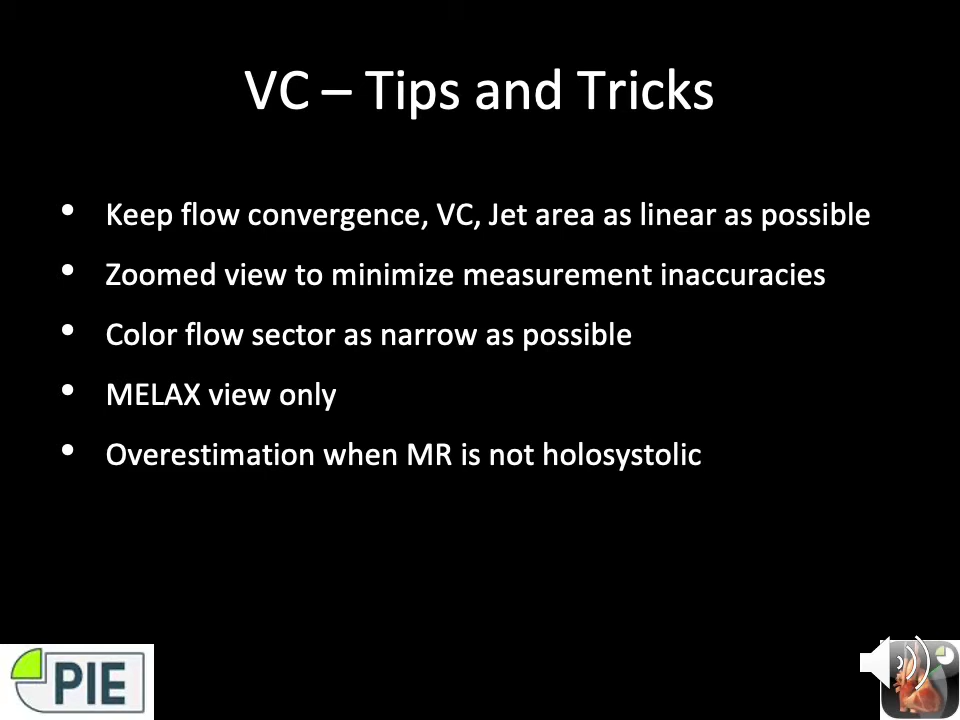 VC – Tips and Tricks
• Keep flow convergence, VC, Jet area as linear as possible
• Zoomed view to minimize measurement inaccuracies
• Color flow sector as narrow as possible
• MELAX view only
• Overestimation when MR is not holosystolic
PIE